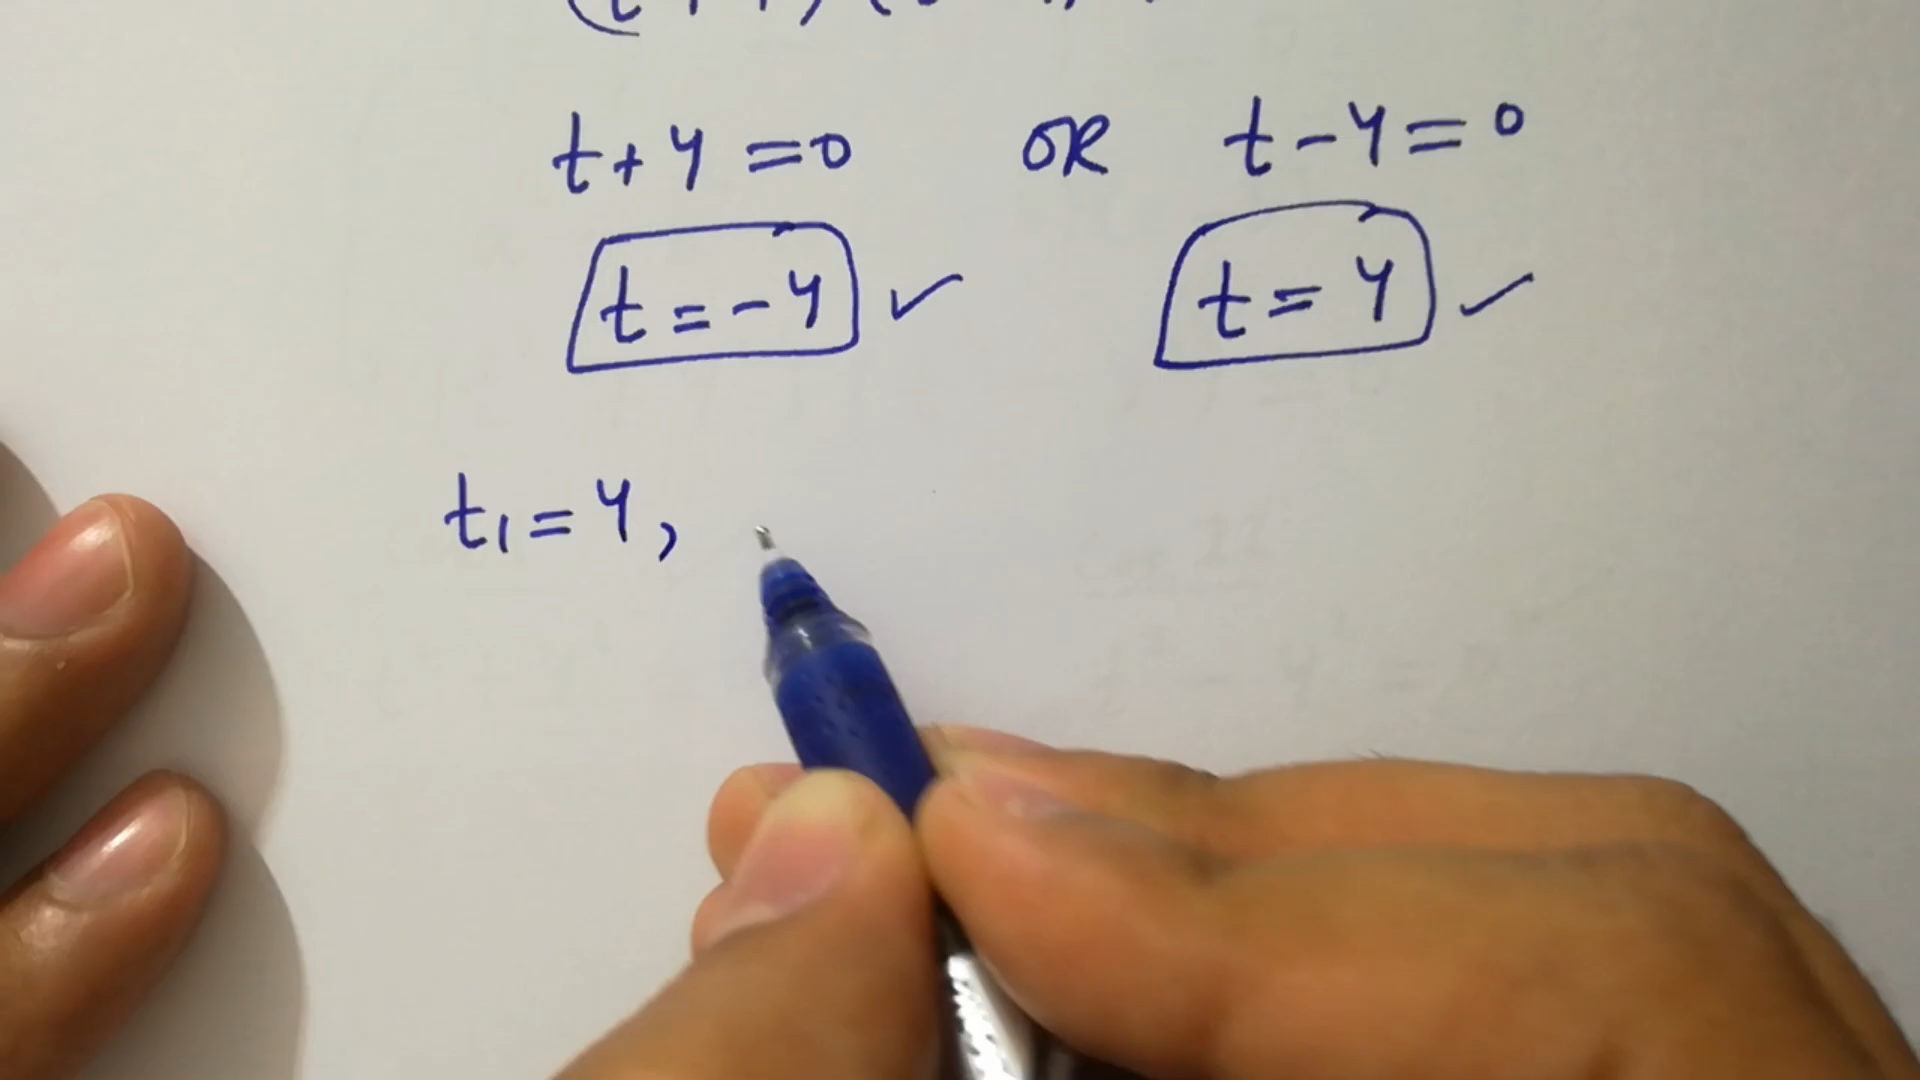 t+4=0 OR t-4=0
t=-4 ✓ t=4 ✓
t₁=4,